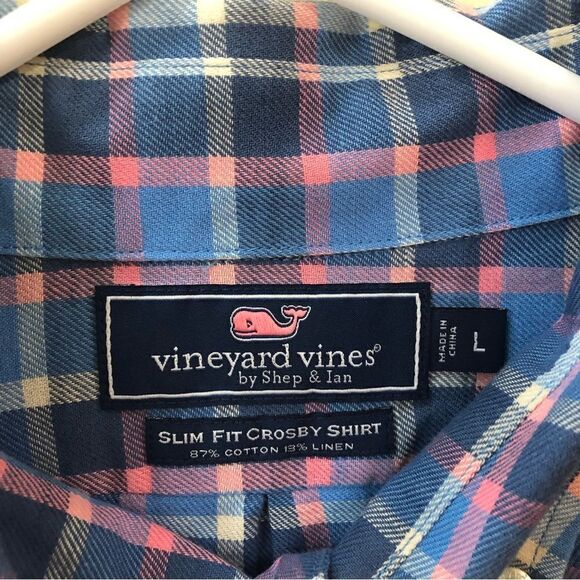 vineyard vines®
by Shep & Ian
MADE IN
CHINA
L
SLIM FIT CROSBY SHIRT
87% COTTON 13% LINEN